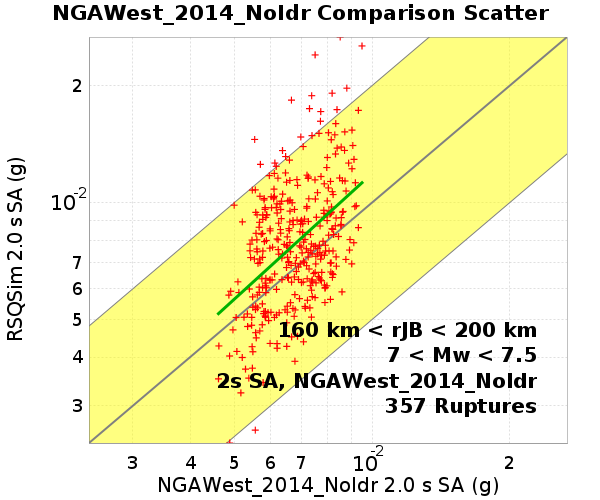 NGAWest_2014_NoIdr Comparison Scatter
RSQSim 2.0 s SA (g)
2
10-2
7
6
5
4
3
160 km < rJB < 200 km
7 < Mw < 7.5
2s SA, NGAWest_2014_NoIdr
357 Ruptures
3 4 5 6 7 10-2 2
NGAWest_2014_NoIdr 2.0 s SA (g)